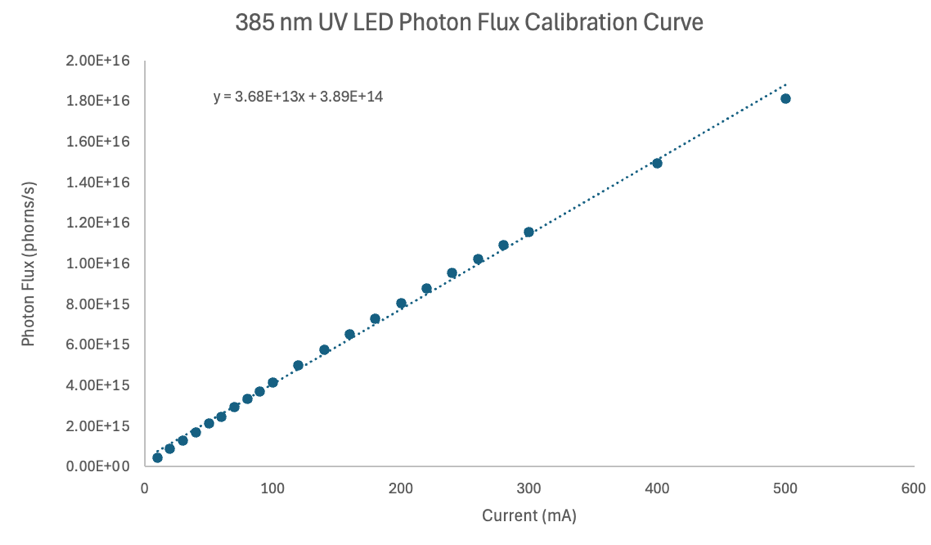 385 nm UV LED Photon Flux Calibration Curve
2.00E+16
y = 3.68E+13x + 3.89E+14
1.80E+16
1.60E+16
1.40E+16
1.20E+16
1.00E+16
8.00E+15
6.00E+15
4.00E+15
2.00E+15
0.00E+00
Photon Flux (phorns/s)
0 100 200 300 400 500 600
Current (mA)